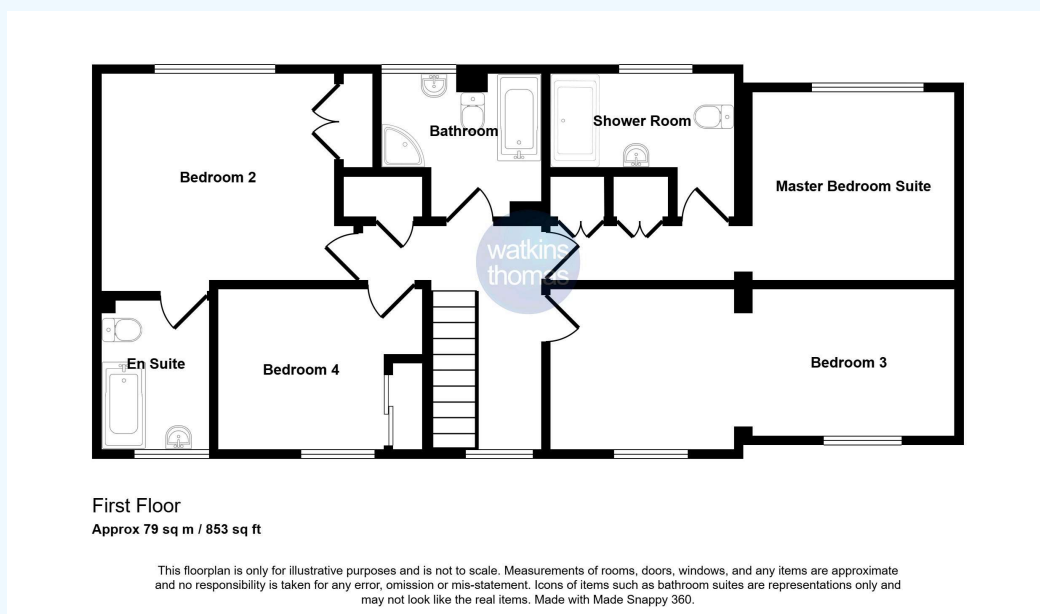 Bathroom
Shower Room
Bedroom 2
Master Bedroom Suite
watkins
thomas
En Suite
Bedroom 4
Bedroom 3
First Floor
Approx 79 sq m / 853 sq ft
This floorplan is only for illustrative purposes and is not to scale. Measurements of rooms, doors, windows, and any items are approximate
and no responsibility is taken for any error, omission or mis-statement. Icons of items such as bathroom suites are representations only and
may not look like the real items. Made with Made Snappy 360.